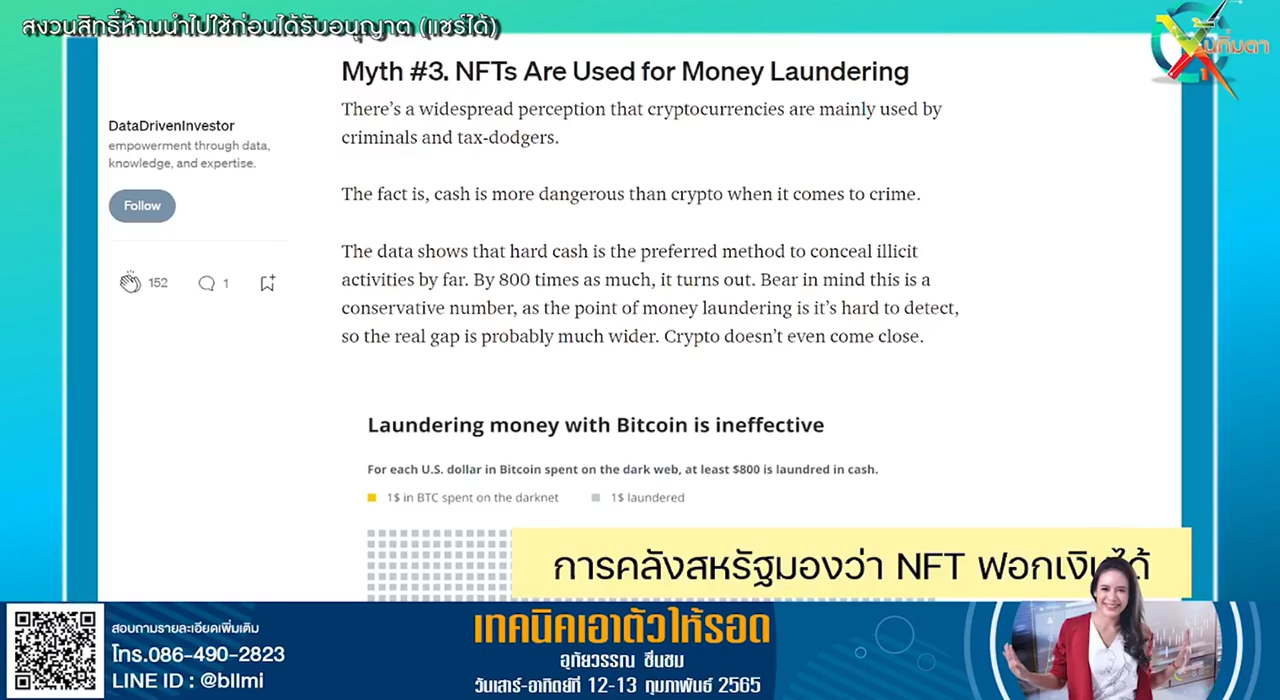 สงวนสิทธิ์ห้ามนำไปใช้ก่อนได้รับอนุญาต (แชร์ได้)
Myth #3. NFTs Are Used for Money Laundering
There’s a widespread perception that cryptocurrencies are mainly used by
criminals and tax-dodgers.
DataDrivenInvestor
empowerment through data,
knowledge, and expertise.
Follow
152
1
The fact is, cash is more dangerous than crypto when it comes to crime.
The data shows that hard cash is the preferred method to conceal illicit
activities by far. By 800 times as much, it turns out. Bear in mind this is a
conservative number, as the point of money laundering is it’s hard to detect,
so the real gap is probably much wider. Crypto doesn’t even come close.
Laundering money with Bitcoin is ineffective
For each U.S. dollar in Bitcoin spent on the dark web, at least $800 is laundred in cash.
1$ in BTC spent on the darknet
1$ laundered
การคลังสหรัฐมองว่า NFT ฟอกเงินได้
สอบถามรายละเอียดเพิ่มเติม
โทร.086-490-2823
LINE ID : @bllmi
เทคนิคเอาตัวให้รอด
อุทัยวรรณ ชื่นชม
วันเสาร์-อาทิตย์ที่ 12-13 กุมภาพันธ์ 2565